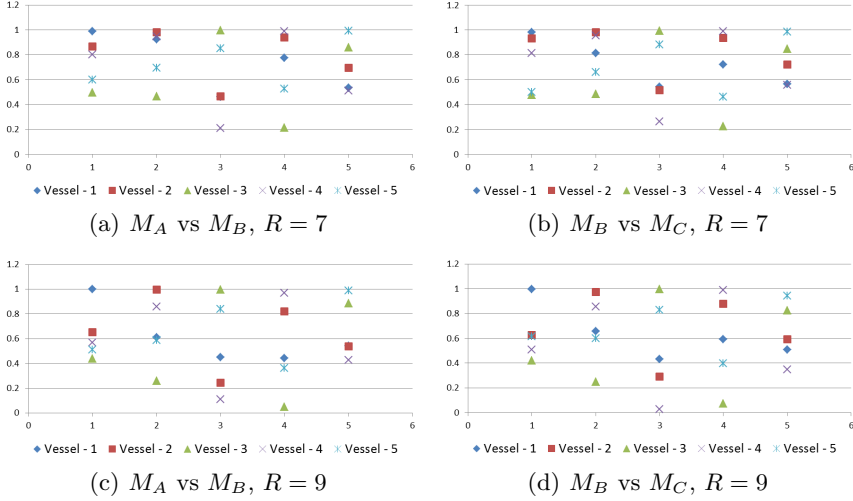 1.2
1
0.8
0.6
0.4
0.2
0
0 1 2 3 4 5 6
Vessel - 1 Vessel - 2 Vessel - 3 Vessel - 4 Vessel - 5
(a) M_A vs M_B, R = 7
1.2
1
0.8
0.6
0.4
0.2
0
0 1 2 3 4 5 6
Vessel - 1 Vessel - 2 Vessel - 3 Vessel - 4 Vessel - 5
(b) M_B vs M_C, R = 7
1.2
1
0.8
0.6
0.4
0.2
0
0 1 2 3 4 5 6
Vessel - 1 Vessel - 2 Vessel - 3 Vessel - 4 Vessel - 5
(c) M_A vs M_B, R = 9
1.2
1
0.8
0.6
0.4
0.2
0
0 1 2 3 4 5 6
Vessel - 1 Vessel - 2 Vessel - 3 Vessel - 4 Vessel - 5
(d) M_B vs M_C, R = 9